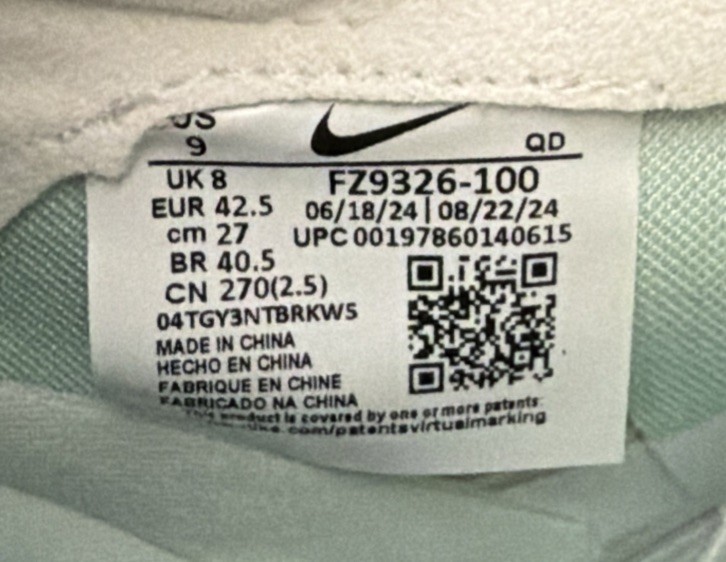 US
9
QD
UK 8
FZ9326-100
EUR 42.5
06/18/24 | 08/22/24
cm 27
UPC 00197860140615
BR 40.5
CN 270(2.5)
04TGY3NTBRKW5
MADE IN CHINA
HECHO EN CHINA
FABRIQUE EN CHINE
FABRICADO NA CHINA
This product is covered by one or more patents:
.com/patentsvirtualmarking